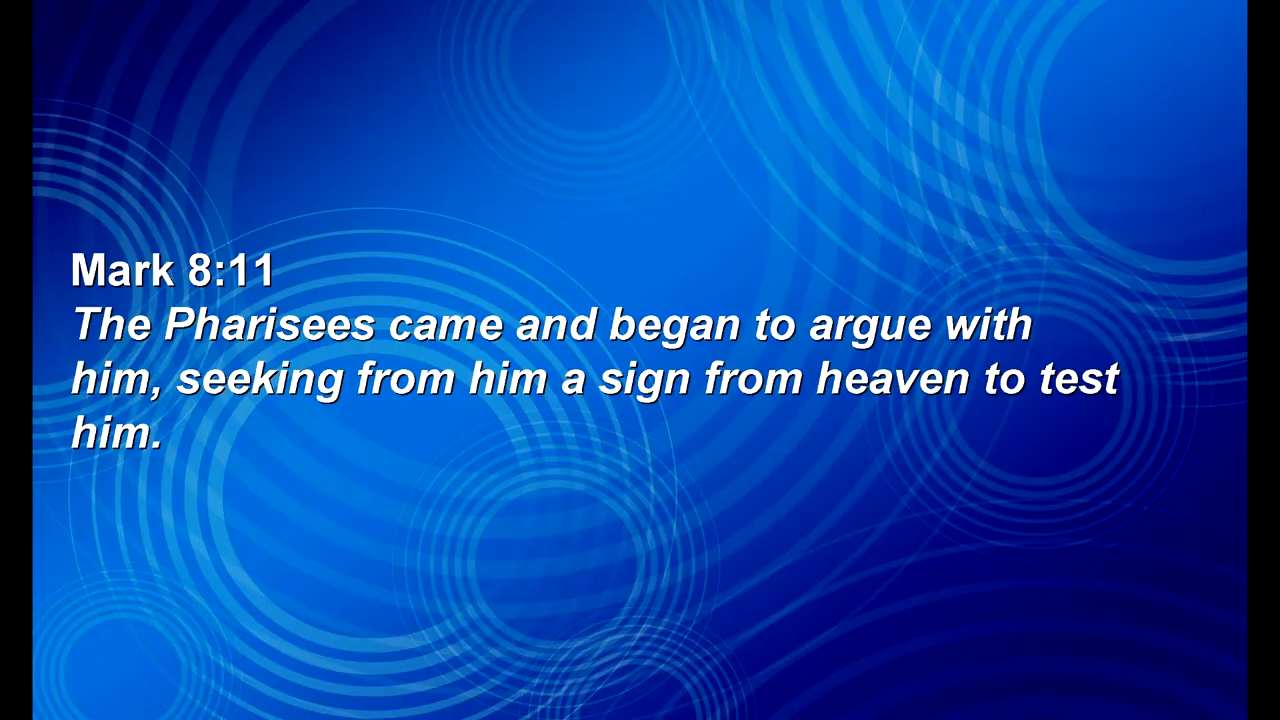 Mark 8:11
The Pharisees came and began to argue with
him, seeking from him a sign from heaven to test
him.